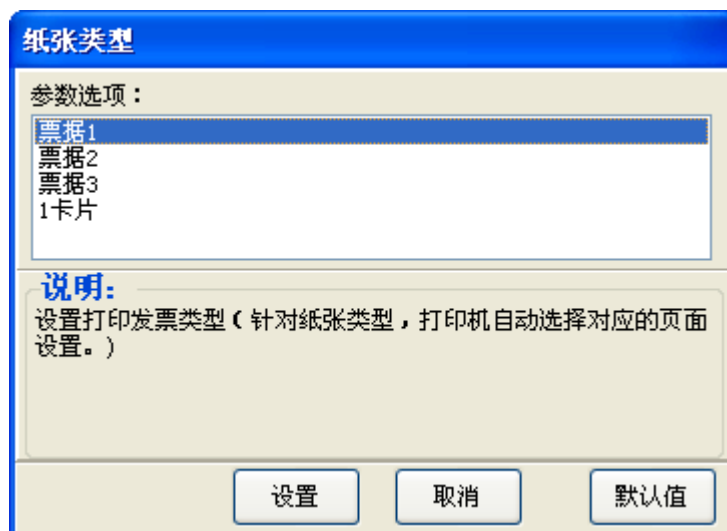 纸张类型
参数选项：
票据1
票据2
票据3
1卡片
说明:
设置打印发票类型（针对纸张类型，打印机自动选择对应的页面
设置。）
设置 取消 默认值